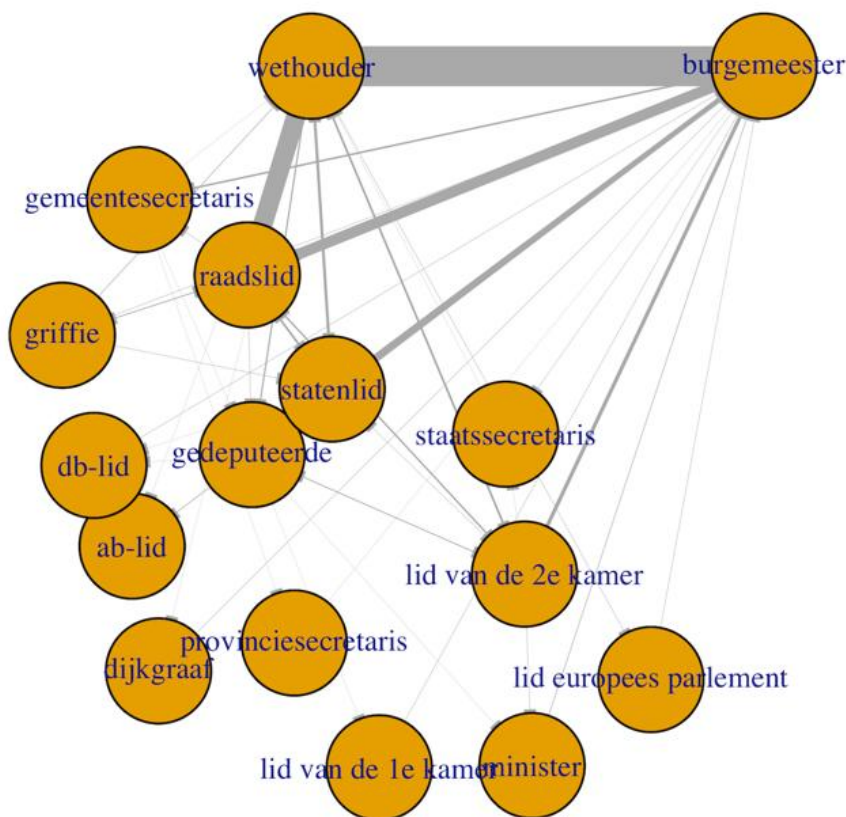 wethouder
burgemeester
gemeentesecretaris
raadslid
griffie
statenlid
staatssecretaris
gedeputeerde
db-lid
ab-lid
lid van de 2e kamer
provinciesecretaris
dijkgraaf
lid europees parlement
lid van de 1e kamer
minister